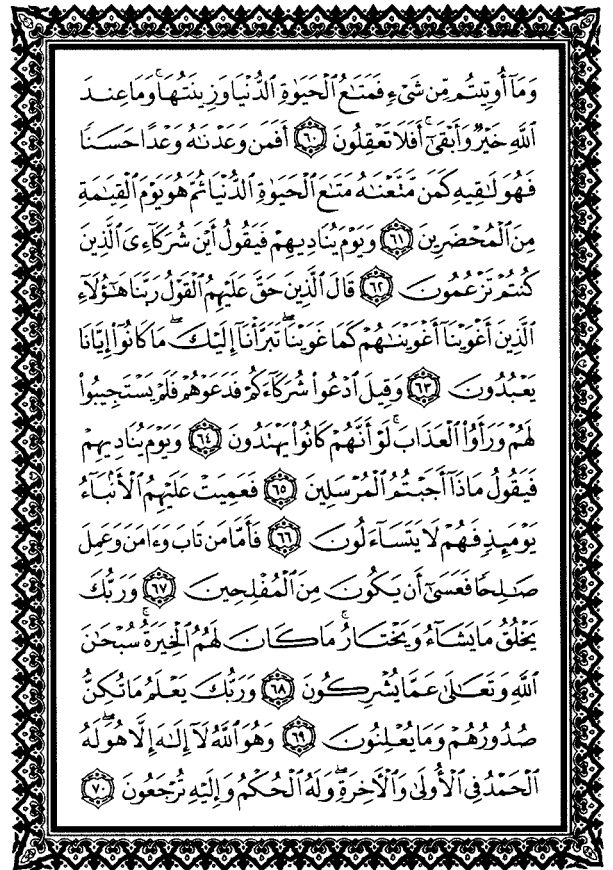 وَمَآ أُوتِيتُم مِّن شَىْءٍ فَمَتَٰعُ ٱلْحَيَوٰةِ ٱلدُّنْيَا وَزِينَتُهَا ۚ وَمَا عِندَ
ٱللَّهِ خَيْرٌ وَأَبْقَىٰٓ ۚ أَفَلَا تَعْقِلُونَ ٦٠ أَفَمَن وَعَدْنَٰهُ وَعْدًا حَسَنًا
فَهُوَ لَٰقِيهِ كَمَن مَّتَّعْنَٰهُ مَتَٰعَ ٱلْحَيَوٰةِ ٱلدُّنْيَا ثُمَّ هُوَ يَوْمَ ٱلْقِيَٰمَةِ
مِنَ ٱلْمُحْضَرِينَ ٦١ وَيَوْمَ يُنَادِيهِمْ فَيَقُولُ أَيْنَ شُرَكَآءِىَ ٱلَّذِينَ
كُنتُمْ تَزْعُمُونَ ٦٢ قَالَ ٱلَّذِينَ حَقَّ عَلَيْهِمُ ٱلْقَوْلُ رَبَّنَا هَٰٓؤُلَآءِ
ٱلَّذِينَ أَغْوَيْنَآ أَغْوَيْنَٰهُمْ كَمَا غَوَيْنَا ۖ تَبَرَّأْنَآ إِلَيْكَ ۖ مَا كَانُوٓا۟ إِيَّانَا
يَعْبُدُونَ ٦٣ وَقِيلَ ٱدْعُوا۟ شُرَكَآءَكُمْ فَدَعَوْهُمْ فَلَمْ يَسْتَجِيبُوا۟
لَهُمْ وَرَأَوُا۟ ٱلْعَذَابَ ۚ لَوْ أَنَّهُمْ كَانُوا۟ يَهْتَدُونَ ٦٤ وَيَوْمَ يُنَادِيهِمْ
فَيَقُولُ مَاذَآ أَجَبْتُمُ ٱلْمُرْسَلِينَ ٦٥ فَعَمِيَتْ عَلَيْهِمُ ٱلْأَنۢبَآءُ
يَوْمَئِذٍ فَهُمْ لَا يَتَسَآءَلُونَ ٦٦ فَأَمَّا مَن تَابَ وَءَامَنَ وَعَمِلَ
صَٰلِحًا فَعَسَىٰٓ أَن يَكُونَ مِنَ ٱلْمُفْلِحِينَ ٦٧ وَرَبُّكَ
يَخْلُقُ مَا يَشَآءُ وَيَخْتَارُ ۗ مَا كَانَ لَهُمُ ٱلْخِيَرَةُ ۚ سُبْحَٰنَ
ٱللَّهِ وَتَعَٰلَىٰ عَمَّا يُشْرِكُونَ ٦٨ وَرَبُّكَ يَعْلَمُ مَا تُكِنُّ
صُدُورُهُمْ وَمَا يُعْلِنُونَ ٦٩ وَهُوَ ٱللَّهُ لَآ إِلَٰهَ إِلَّا هُوَ ۖ لَهُ
ٱلْحَمْدُ فِى ٱلْأُولَىٰ وَٱلْءَاخِرَةِ ۖ وَلَهُ ٱلْحُكْمُ وَإِلَيْهِ تُرْجَعُونَ ٧٠